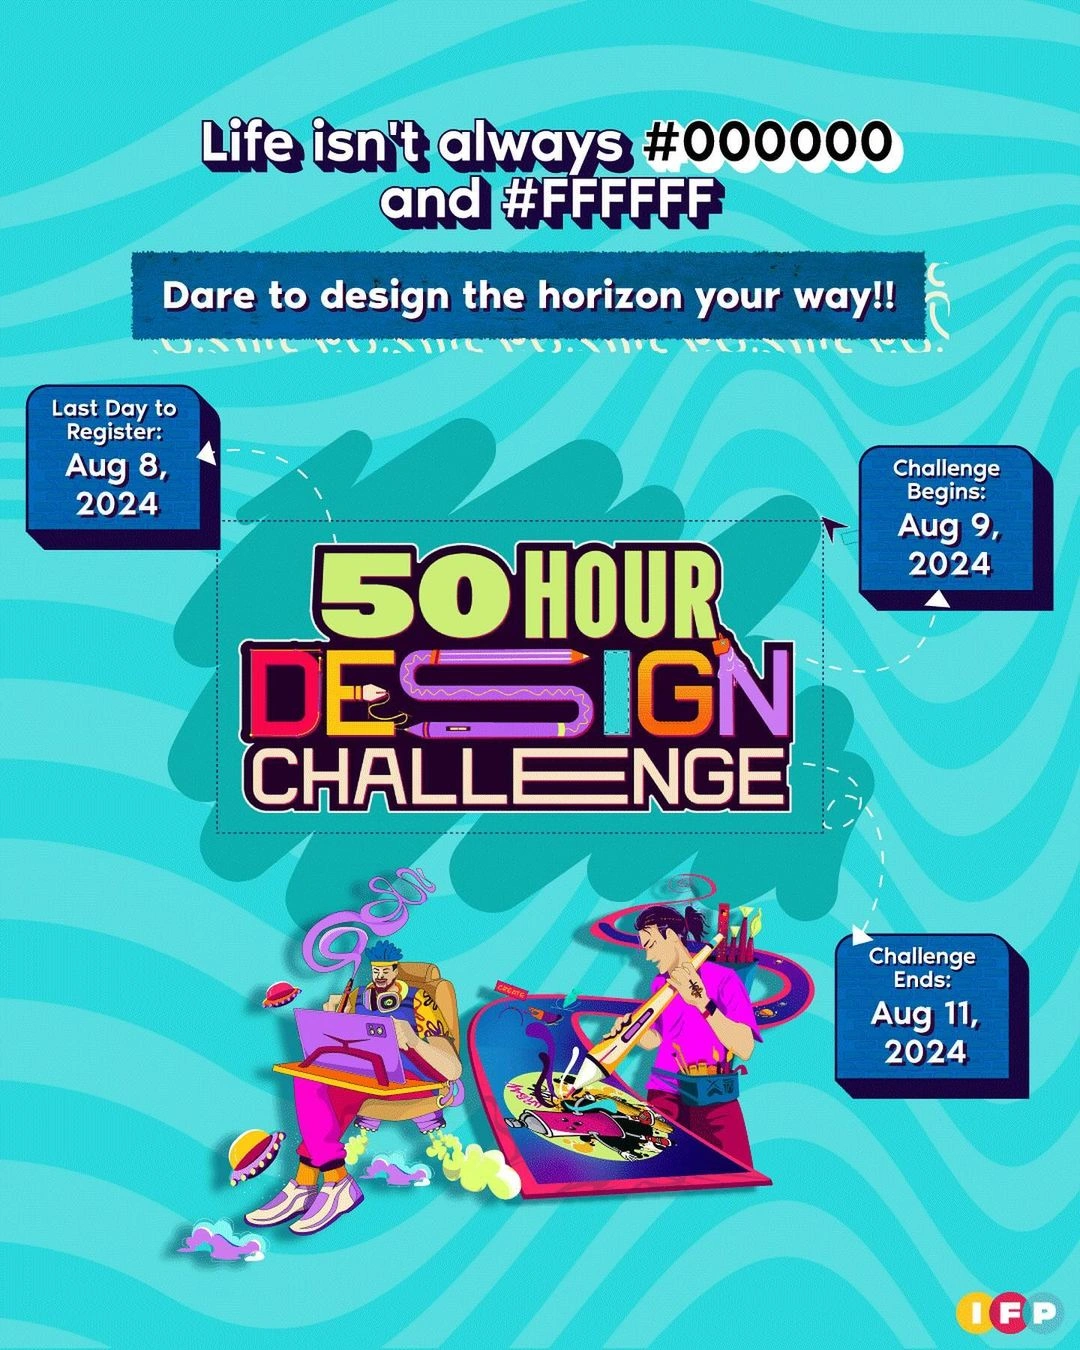 Life isn't always #000000
and #FFFFFF
Dare to design the horizon your way!!
Last Day to
Register:
Aug 8,
2024
Challenge
Begins:
Aug 9,
2024
50 HOUR
DESIGN
CHALLENGE
CREATE
Challenge
Ends:
Aug 11,
2024
IFP